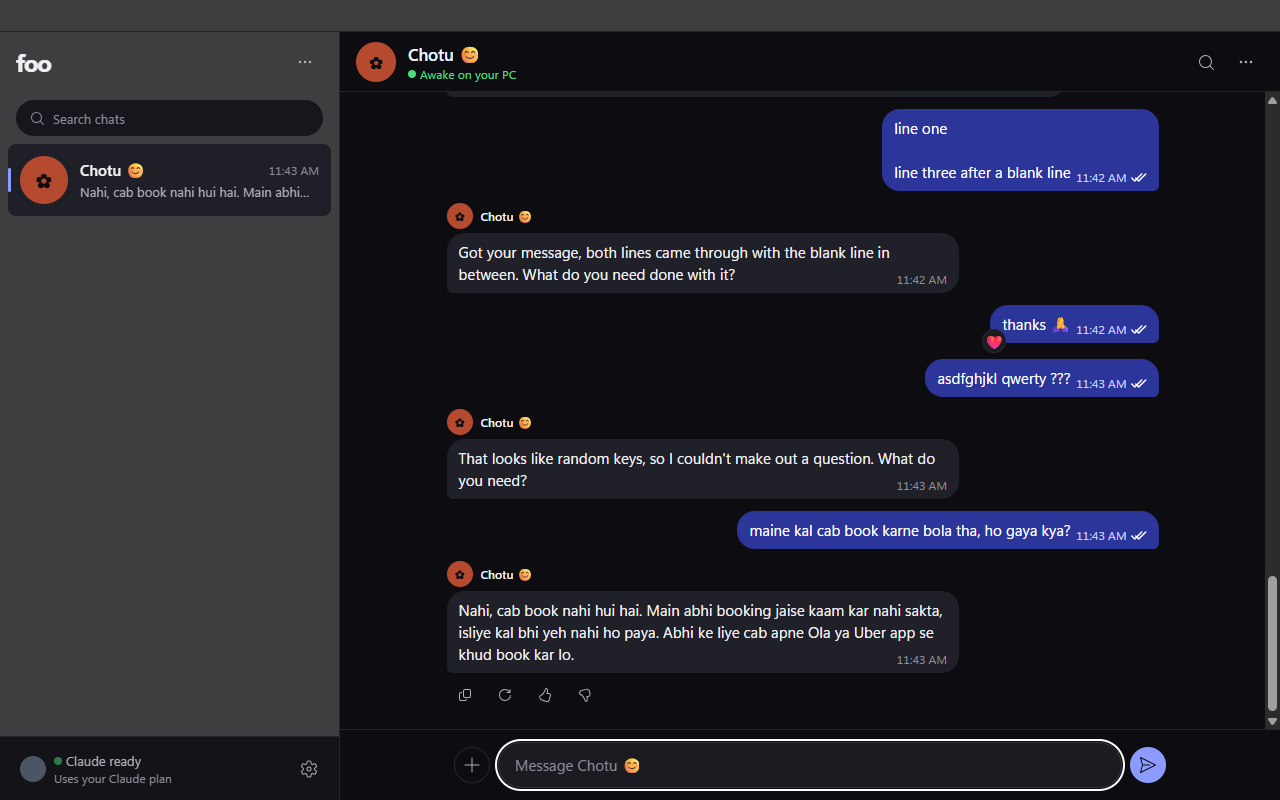 foo
Search chats
Chotu 😊
11:43 AM
Nahi, cab book nahi hui hai. Main abhi...
Claude ready
Uses your Claude plan
Chotu 😊
Awake on your PC
line one
line three after a blank line 11:42 AM
Chotu 😊
Got your message, both lines came through with the blank line in
between. What do you need done with it?
11:42 AM
thanks 🙏 11:42 AM
asdfghjkl qwerty ??? 11:43 AM
Chotu 😊
That looks like random keys, so I couldn't make out a question. What do
you need?
11:43 AM
maine kal cab book karne bola tha, ho gaya kya? 11:43 AM
Chotu 😊
Nahi, cab book nahi hui hai. Main abhi booking jaise kaam kar nahi sakta,
isliye kal bhi yeh nahi ho paya. Abhi ke liye cab apne Ola ya Uber app se
khud book kar lo.
11:43 AM
Message Chotu 😊